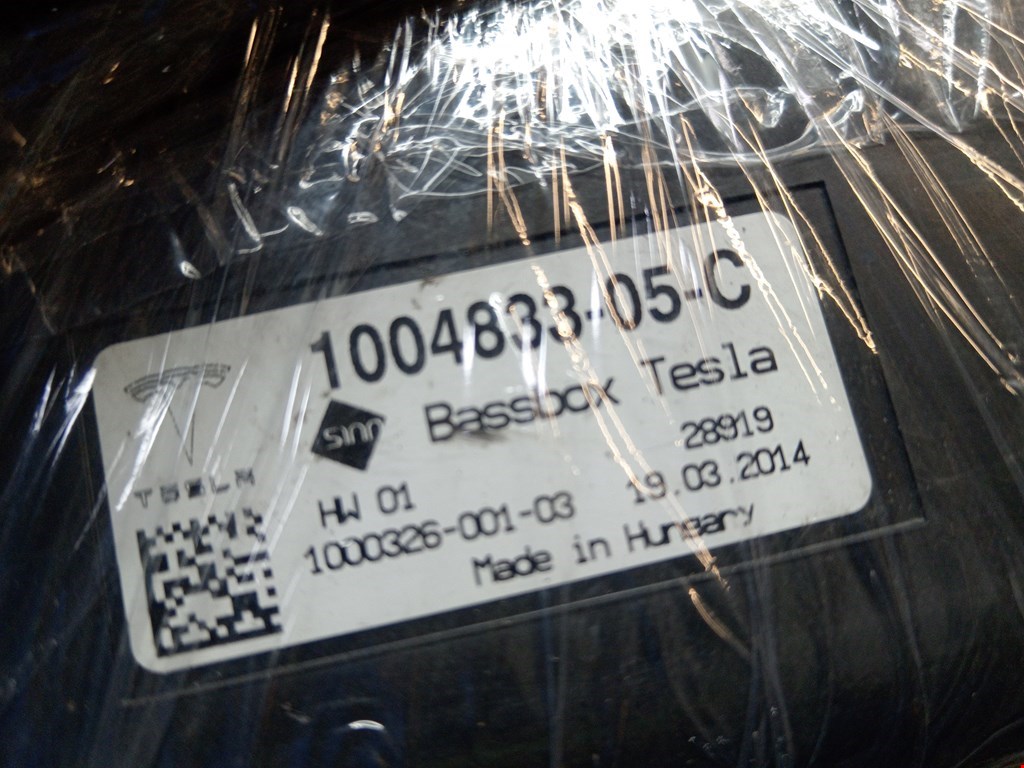 1004833-05-C
Bassbox Tesla
28919
HW 01
19.03.2014
1000326-001-03
Made in Hungary
TESLA